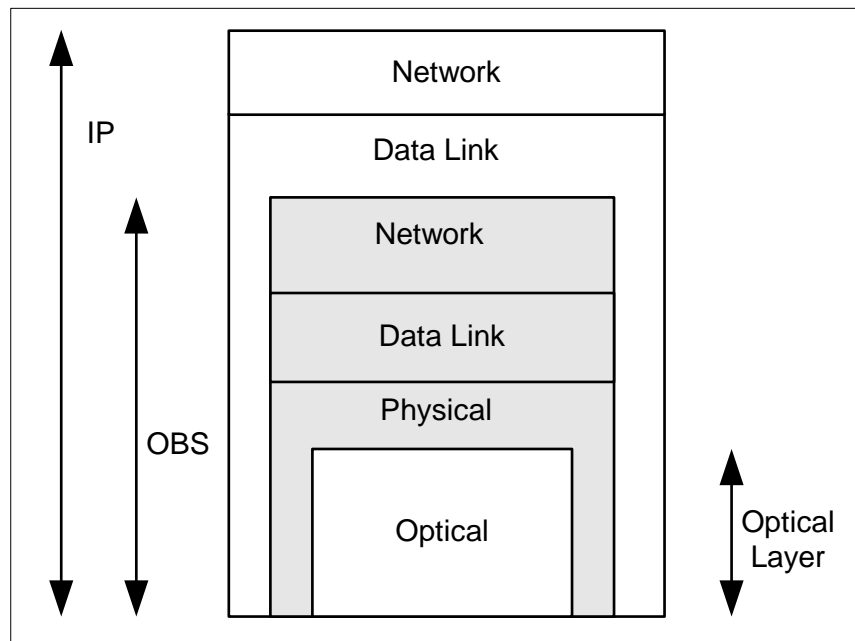 Network
IP
Data Link
Network
Data Link
Physical
OBS
Optical
Optical
Layer